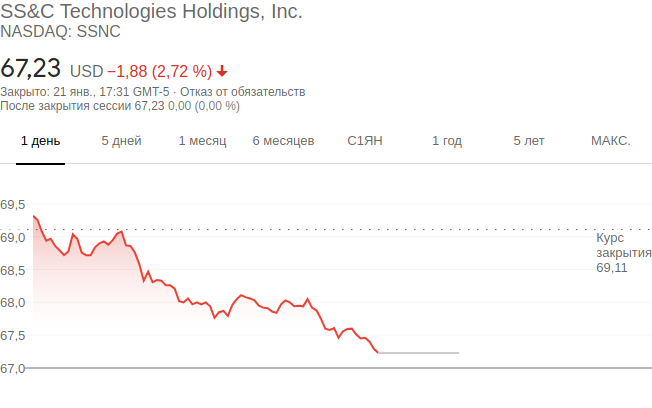 SS&C Technologies Holdings, Inc.
NASDAQ: SSNC
67,23 USD −1,88 (2,72 %)
Закрыто: 21 янв., 17:31 GMT-5 · Отказ от обязательств
После закрытия сессии 67,23 0,00 (0,00 %)
1 день 5 дней 1 месяц 6 месяцев С1ЯН 1 год 5 лет МАКС.
69,5
69,0
Курс
закрытия
69,11
68,5
68,0
67,5
67,0